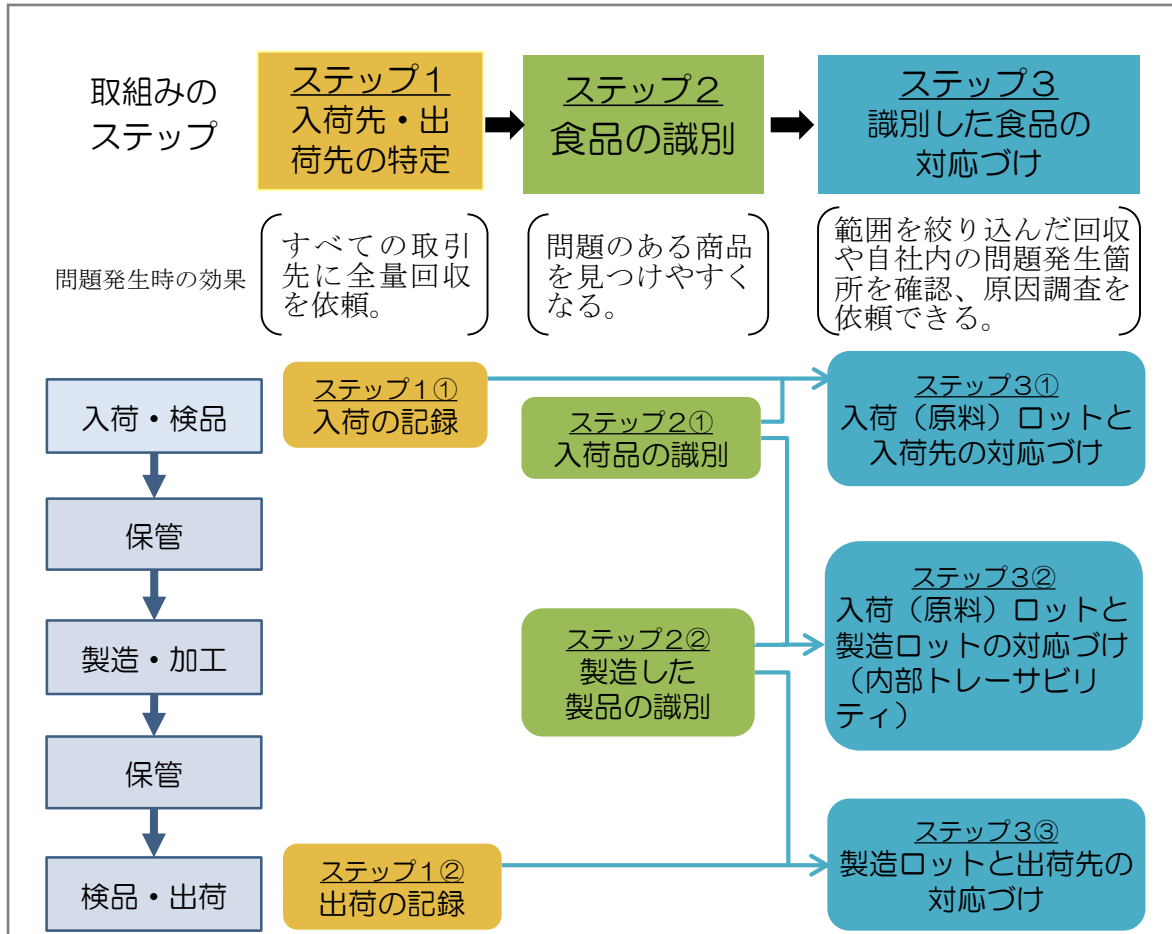 取組みの
ステップ
ステップ１
入荷先・出
荷先の特定
ステップ２
食品の識別
ステップ３
識別した食品の
対応づけ
問題発生時の効果
すべての取引
先に全量回収
を依頼。
問題のある商品
を見つけやすく
なる。
範囲を絞り込んだ回収
や自社内の問題発生箇
所を確認、原因調査を
依頼できる。
入荷・検品
ステップ１①
入荷の記録
ステップ２①
入荷品の識別
ステップ３①
入荷（原料）ロットと
入荷先の対応づけ
保管
製造・加工
ステップ２②
製造した
製品の識別
ステップ３②
入荷（原料）ロットと
製造ロットの対応づけ
（内部トレーサビリ
ティ）
保管
検品・出荷
ステップ１②
出荷の記録
ステップ３③
製造ロットと出荷先の
対応づけ